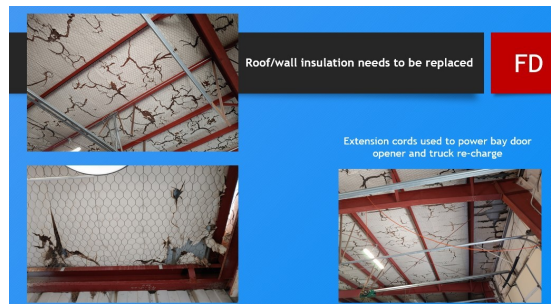 Roof/wall insulation needs to be replaced
FD
Extension cords used to power bay door
opener and truck re-charge